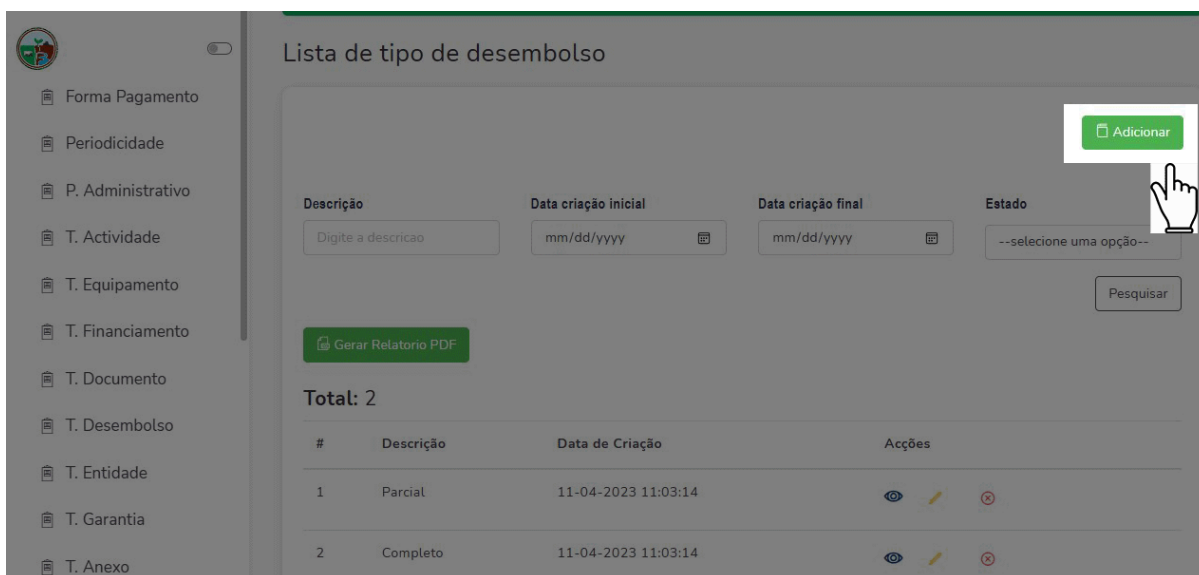 Lista de tipo de desembolso
Forma Pagamento
Periodicidade
P. Administrativo
T. Actividade
T. Equipamento
T. Financiamento
T. Documento
T. Desembolso
T. Entidade
T. Garantia
T. Anexo
Adicionar
Descrição Data criação inicial Data criação final Estado
Digite a descricao mm/dd/yyyy mm/dd/yyyy --selecione uma opção--
Pesquisar
Gerar Relatorio PDF
Total: 2
# Descrição Data de Criação Acções
1 Parcial 11-04-2023 11:03:14
2 Completo 11-04-2023 11:03:14